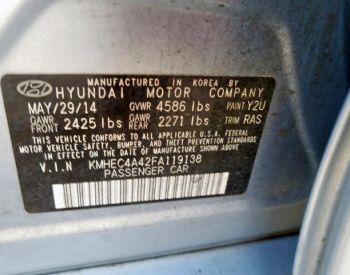 MANUFACTURED IN KOREA BY
HYUNDAI MOTOR COMPANY
MAY/29/14 GVWR 4586 lbs PAINT Y2U
GAWR FRONT 2425 lbs GAWR REAR 2271 lbs TRIM RAS
THIS VEHICLE CONFORMS TO ALL APPLICABLE U.S.A. FEDERAL
MOTOR VEHICLE SAFETY, BUMPER, AND THEFT PREVENTION
STANDARDS IN EFFECT ON THE DATE OF MANUFACTURE SHOWN ABOVE.
V.I.N KMHEC4A42FA119138
PASSENGER CAR